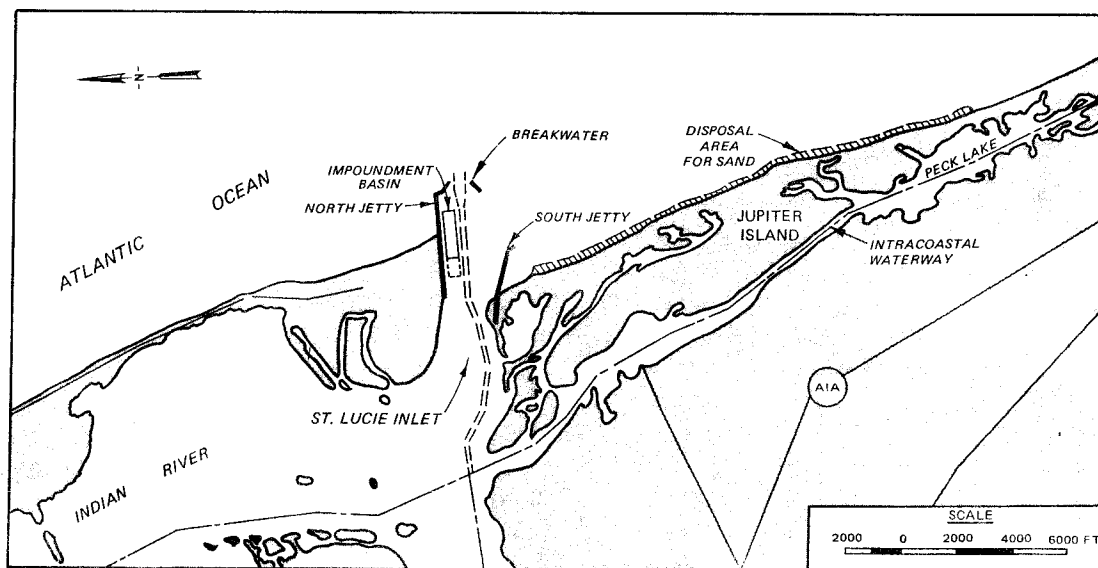 N
OCEAN
ATLANTIC
BREAKWATER
IMPOUNDMENT
BASIN
NORTH JETTY
SOUTH JETTY
DISPOSAL
AREA
FOR SAND
PECK LAKE
JUPITER
ISLAND
INTRACOASTAL
WATERWAY
A1A
ST. LUCIE INLET
INDIAN RIVER
SCALE
2000 0 2000 4000 6000 FT